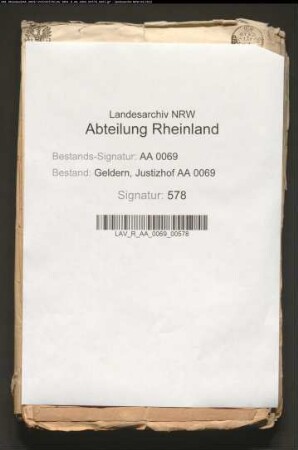 Landesarchiv NRW
Abteilung Rheinland
Bestands-Signatur: AA 0069
Bestand: Geldern, Justizhof AA 0069
Signatur: 578
LAV_R_AA_0069_00578